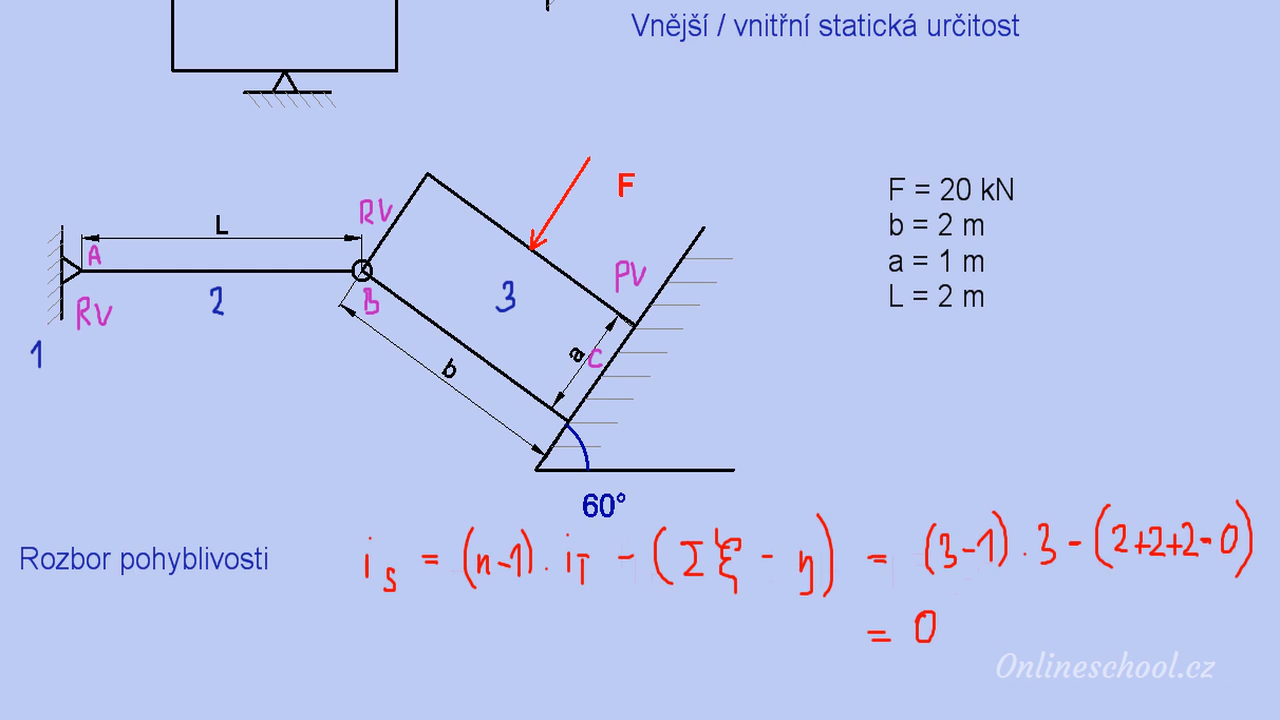 Vnější / vnitřní statická určitost
F
F = 20 kN
b = 2 m
a = 1 m
L = 2 m
RV
L
A
PV
RV
2
B
3
1
a
C
b
60°
Rozbor pohyblivosti
i_s = (n-1) . i_T - (Σξ - η) = (3-1) . 3 - (2+2+2-0)
= 0
Onlineschool.cz